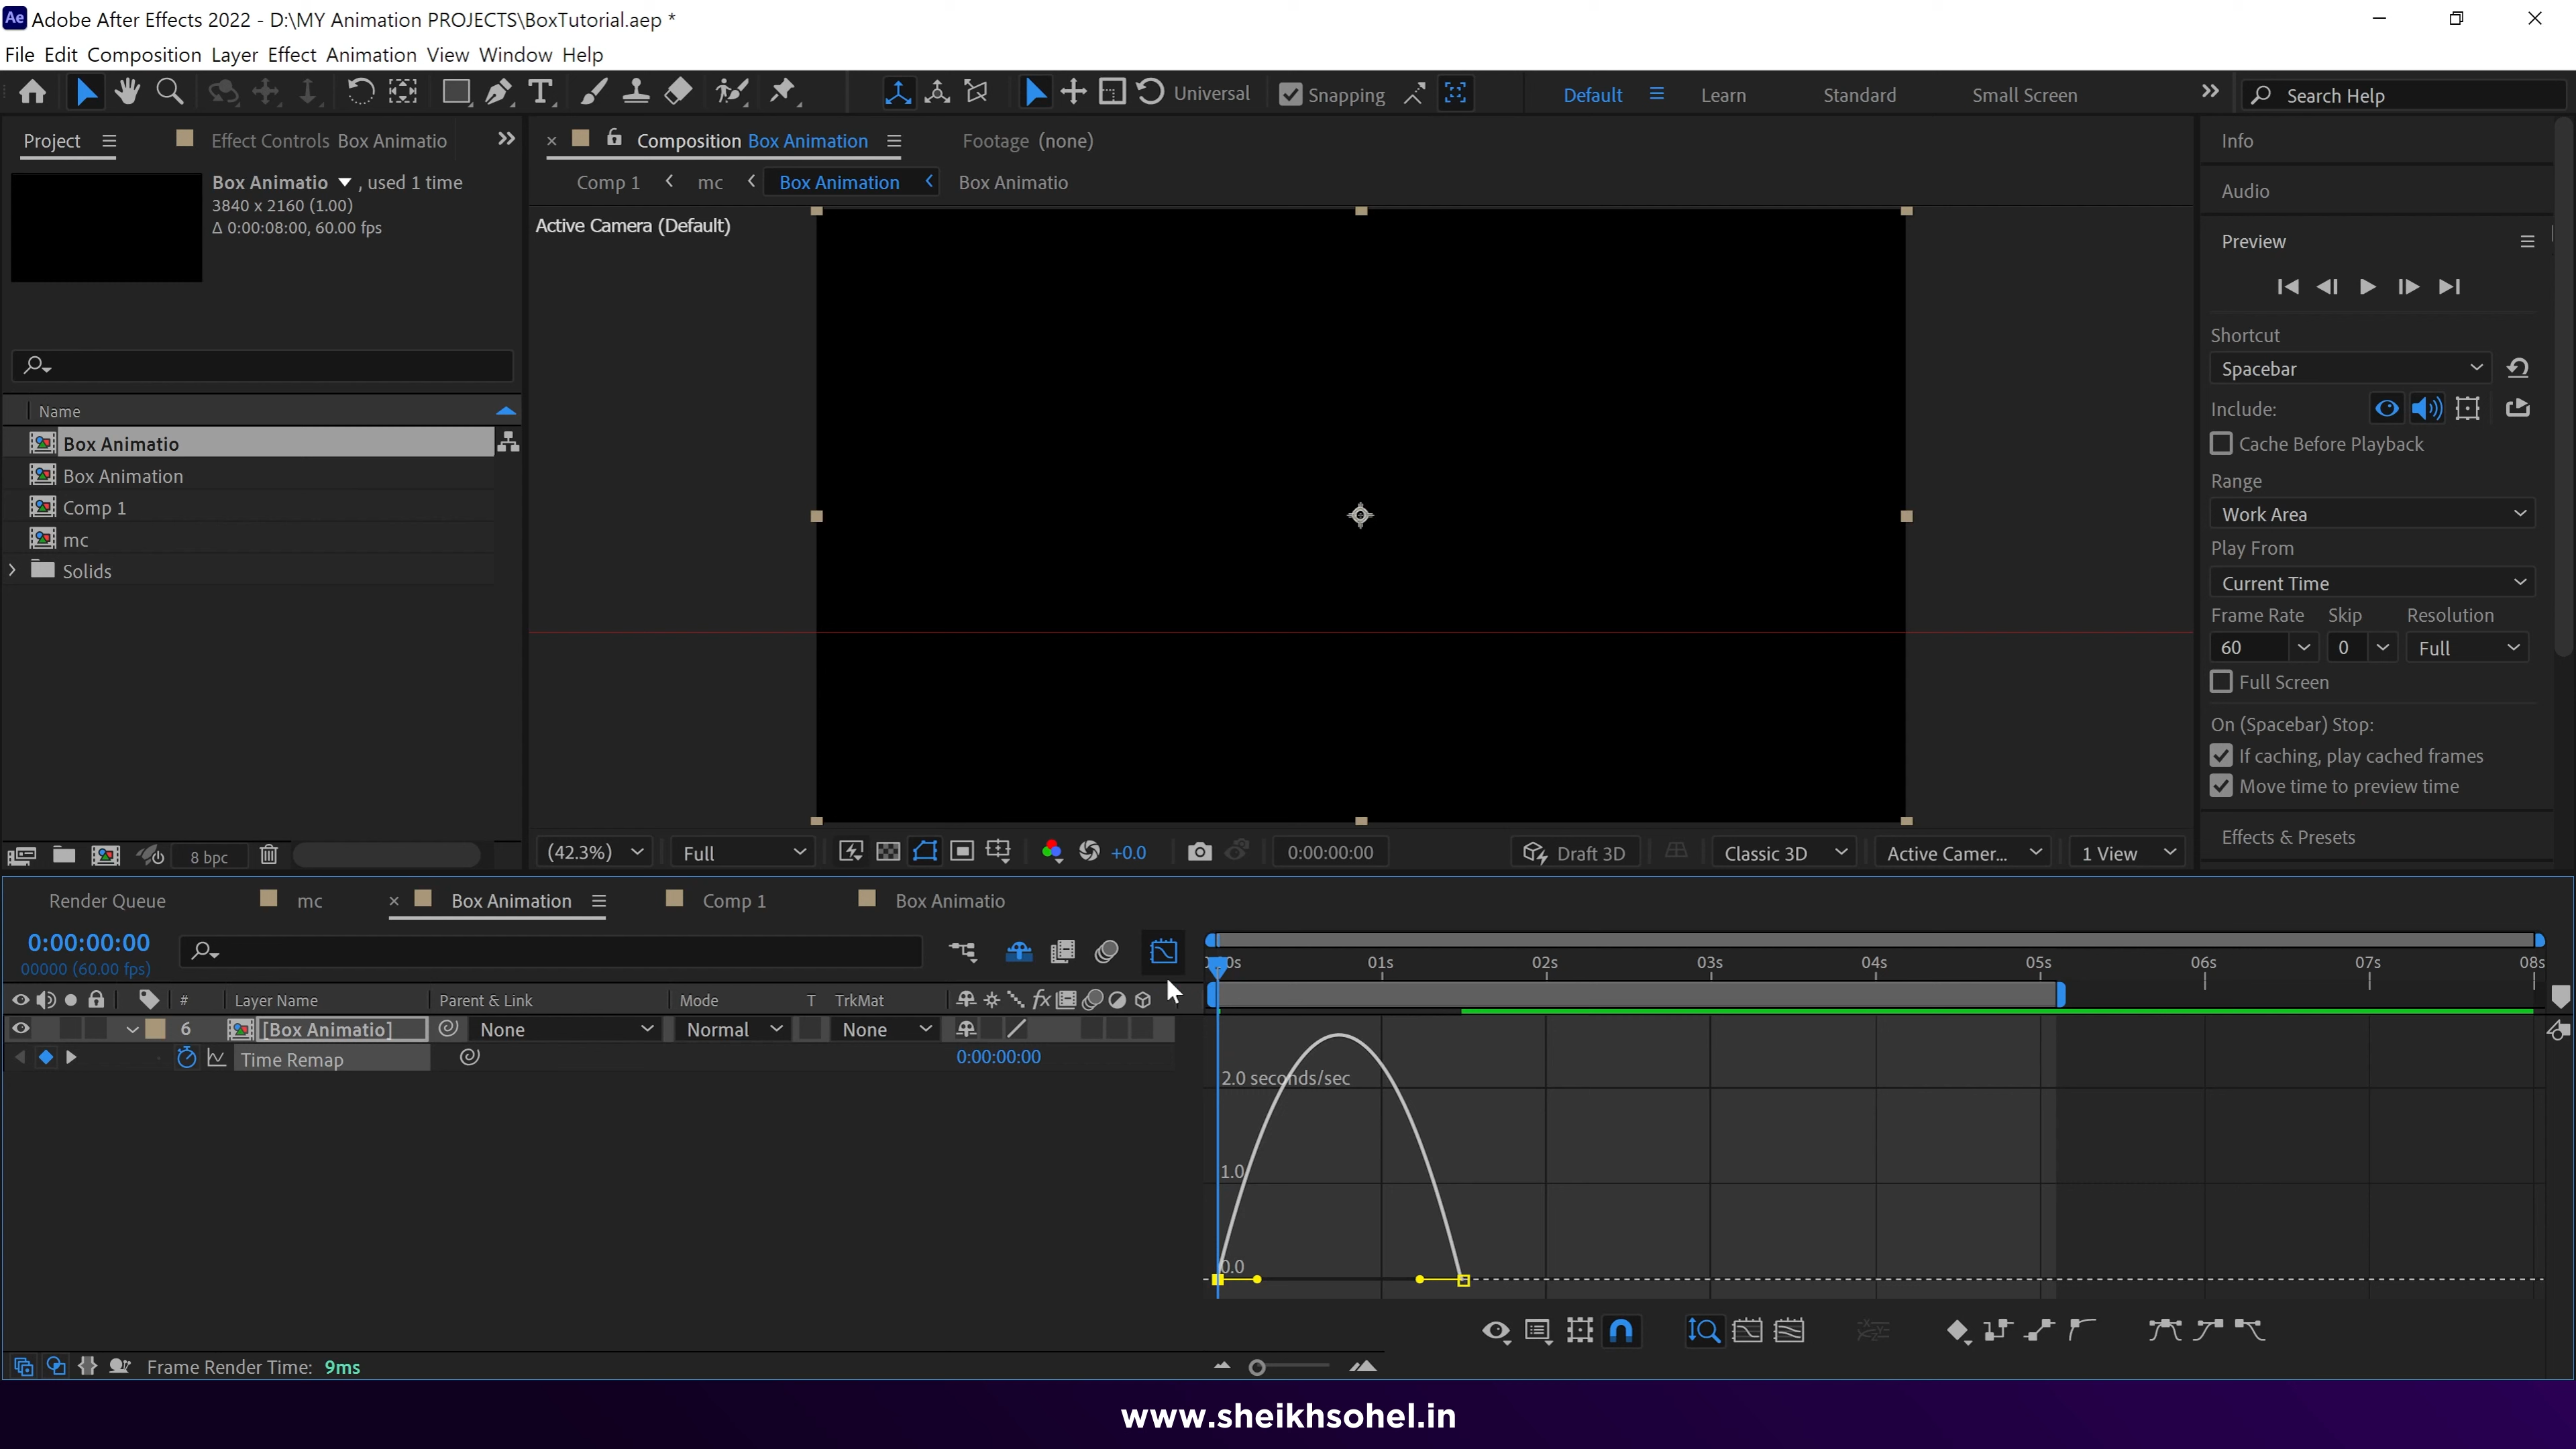 Ae Adobe After Effects 2022 - D:\MY Animation PROJECTS\BoxTutorial.aep *
File Edit Composition Layer Effect Animation View Window Help
Universal Snapping Default Learn Standard Small Screen Search Help
Project Effect Controls Box Animatio Composition Box Animation Footage (none) Info
Box Animatio , used 1 time Comp 1 mc Box Animation Box Animatio
3840 x 2160 (1.00) Audio
Δ 0:00:08:00, 60.00 fps Active Camera (Default)
Preview
Shortcut
Spacebar
Include:
Cache Before Playback
Name
Box Animatio
Box Animation
Comp 1
mc
Solids
Range
Work Area
Play From
Current Time
Frame Rate Skip Resolution
60 0 Full
Full Screen
On (Spacebar) Stop:
If caching, play cached frames
Move time to preview time
Effects & Presets
8 bpc (42.3%) Full +0.0 0:00:00:00 Draft 3D Classic 3D Active Camer... 1 View
Render Queue mc Box Animation Comp 1 Box Animatio
0:00:00:00
00000 (60.00 fps)
01s 02s 03s 04s 05s 06s 07s 08s
# Layer Name Parent & Link Mode T TrkMat fx
6 [Box Animatio] None Normal None
Time Remap 0:00:00:00
2.0 seconds/sec
1.0
0.0
Frame Render Time: 9ms
www.sheikhsohel.in